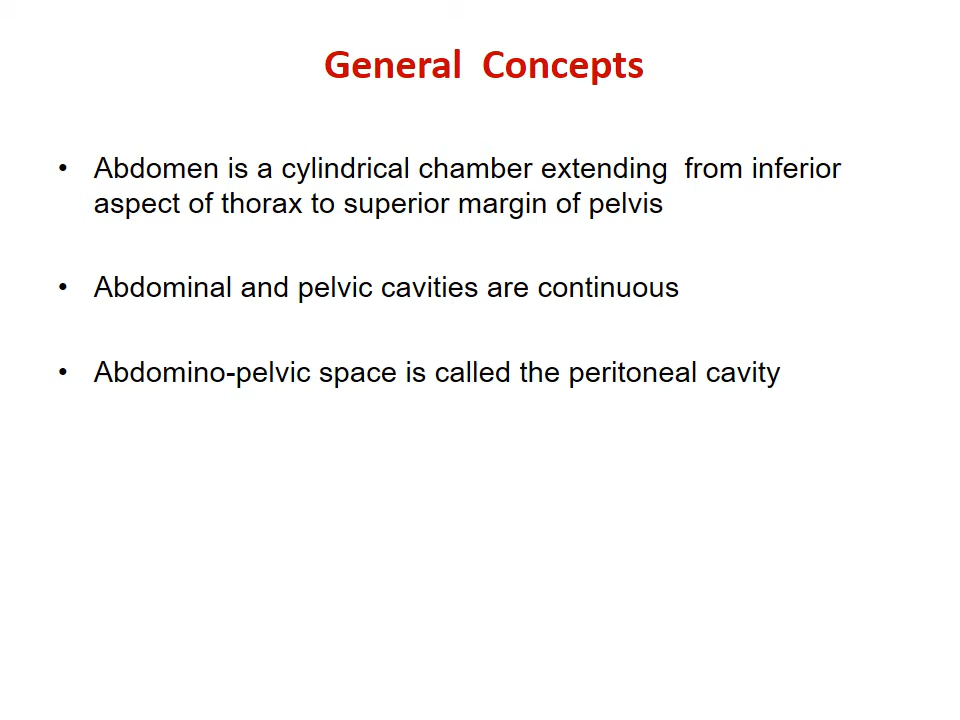 General  Concepts
• Abdomen is a cylindrical chamber extending  from inferior
aspect of thorax to superior margin of pelvis
• Abdominal and pelvic cavities are continuous
• Abdomino-pelvic space is called the peritoneal cavity